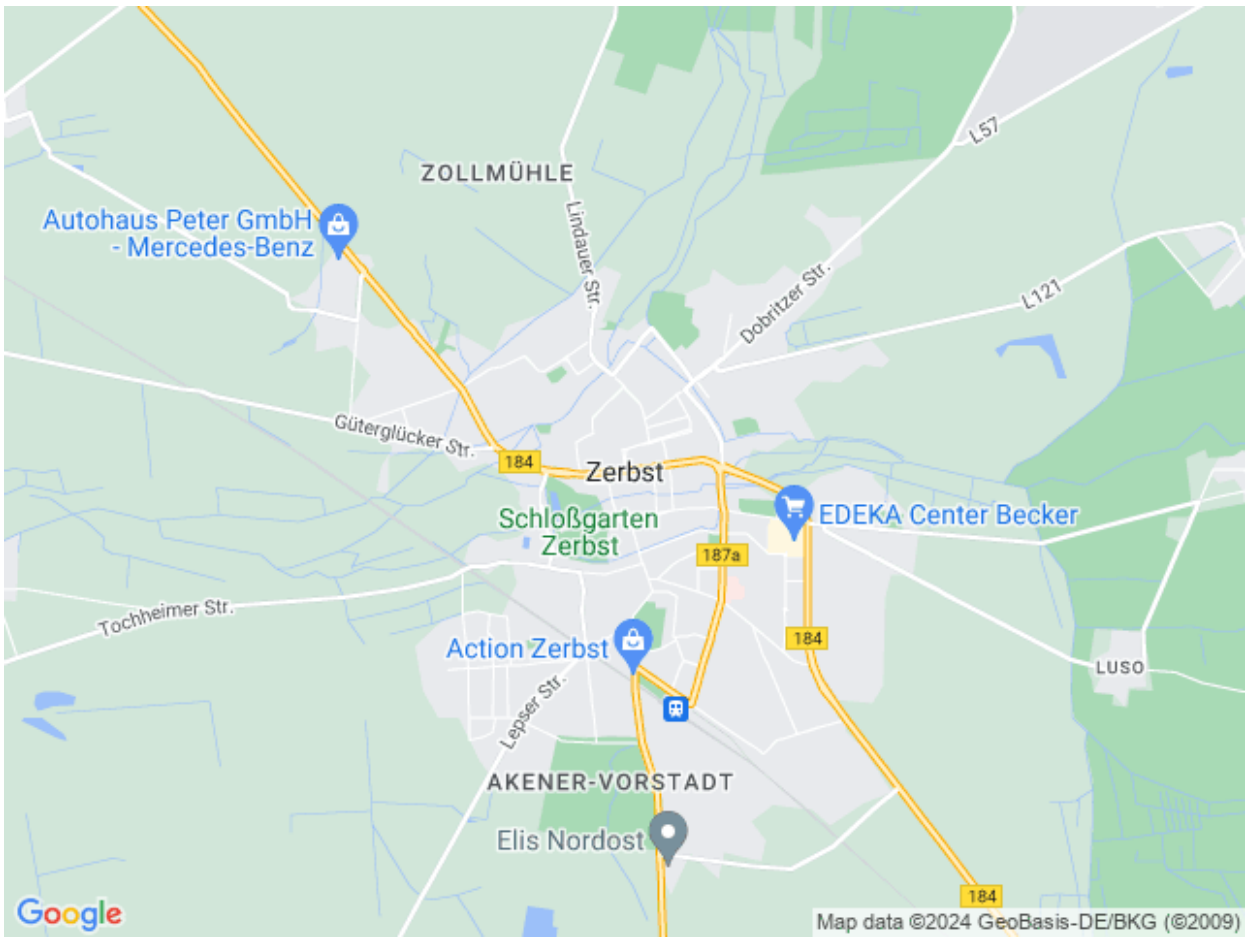 L57
ZOLLMÜHLE
Autohaus Peter GmbH
- Mercedes-Benz
Lindauer Str.
Dobritzer Str.
L121
Güterglücker Str.
184
Zerbst
Schloßgarten
Zerbst
EDEKA Center Becker
187a
Tochheimer Str.
Action Zerbst
184
LUSO
Lepser Str.
AKENER-VORSTADT
Elis Nordost
184
Google
Map data ©2024 GeoBasis-DE/BKG (©2009)